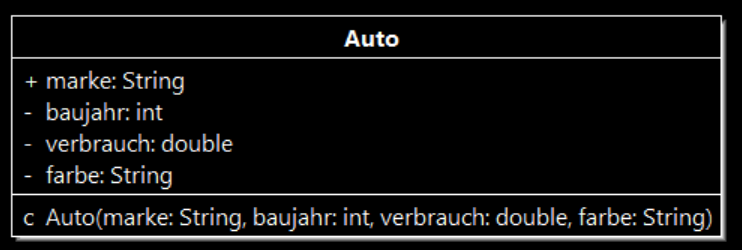 Auto
+ marke: String
- baujahr: int
- verbrauch: double
- farbe: String
c Auto(marke: String, baujahr: int, verbrauch: double, farbe: String)